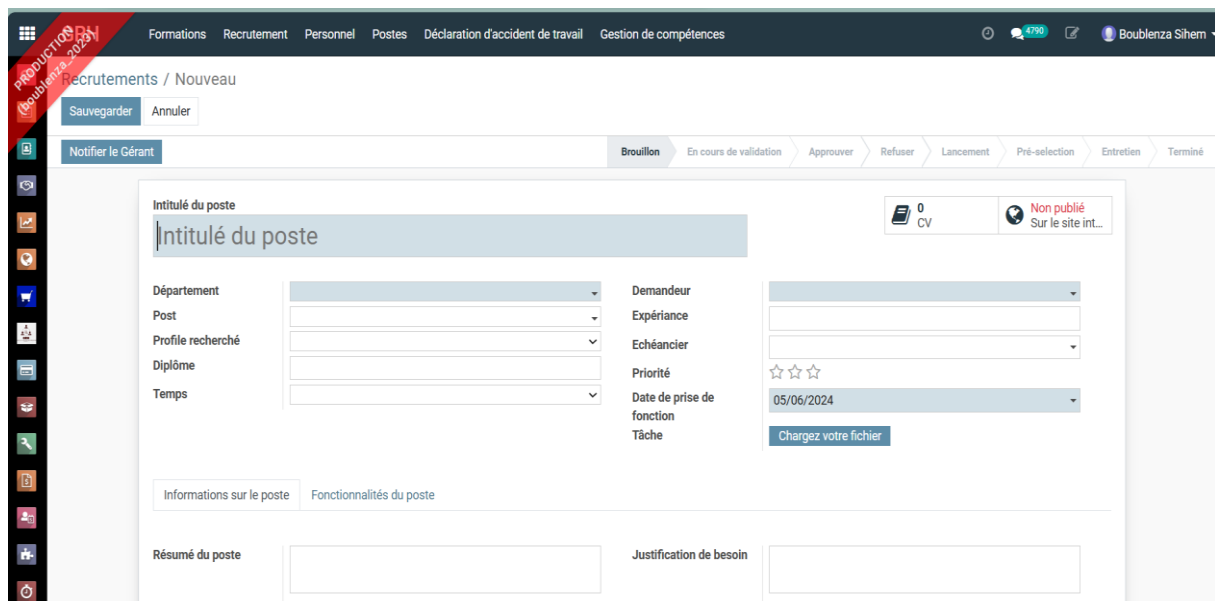 GRH Formations Recrutement Personnel Postes Déclaration d'accident de travail Gestion de compétences 4790 Boublenza Sihem
PRODUCTION
(boublenza_2023)
Recrutements / Nouveau
Sauvegarder Annuler
Notifier le Gérant Brouillon En cours de validation Approuver Refuser Lancement Pré-selection Entretien Terminé
Intitulé du poste
Intitulé du poste
0
CV
Non publié
Sur le site int...
Département Demandeur
Post Expériance
Profile recherché Echéancier
Diplôme Priorité
Temps Date de prise de fonction 05/06/2024
Tâche Chargez votre fichier
Informations sur le poste Fonctionnalités du poste
Résumé du poste Justification de besoin